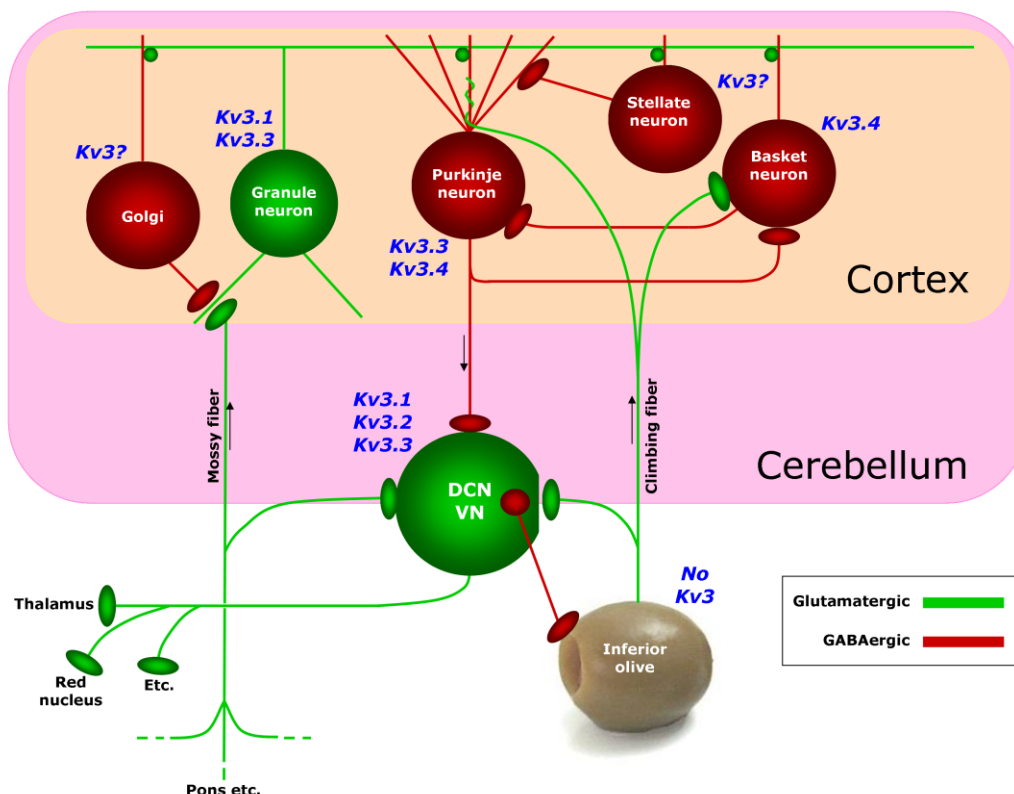 Kv3?
Golgi
Kv3.1
Kv3.3
Granule
neuron
Purkinje
neuron
Kv3.3
Kv3.4
Stellate
neuron
Kv3?
Kv3.4
Basket
neuron
Cortex
Mossy fiber
Kv3.1
Kv3.2
Kv3.3
Climbing fiber
Cerebellum
DCN
VN
Thalamus
Red
nucleus
Etc.
No
Kv3
Inferior
olive
Glutamatergic
GABAergic
Pons etc.